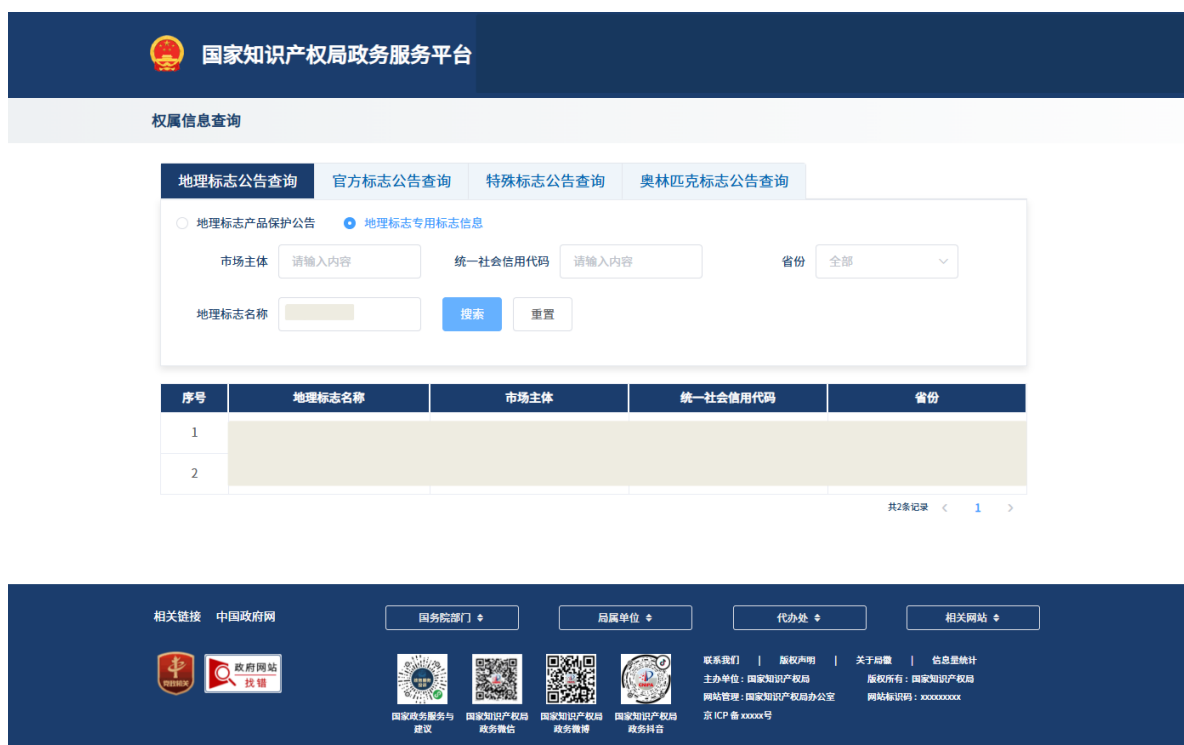 国家知识产权局政务服务平台
权属信息查询
地理标志公告查询 官方标志公告查询 特殊标志公告查询 奥林匹克标志公告查询
地理标志产品保护公告 地理标志专用标志信息
市场主体 请输入内容 统一社会信用代码 请输入内容 省份 全部
地理标志名称 搜索 重置
序号 地理标志名称 市场主体 统一社会信用代码 省份
1
2
共2条记录 < 1 >
相关链接 中国政府网 国务院部门 局属单位 代办处 相关网站
党政机关 政府网站
找错
联系我们 | 版权声明 | 关于局徽 | 信息量统计
主办单位：国家知识产权局 版权所有：国家知识产权局
网站管理：国家知识产权局办公室 网站标识码：xxxxxxxxx
京 ICP 备 xxxxx号
国家政务服务与
建议
国家知识产权局
政务微信
国家知识产权局
政务微博
国家知识产权局
政务抖音